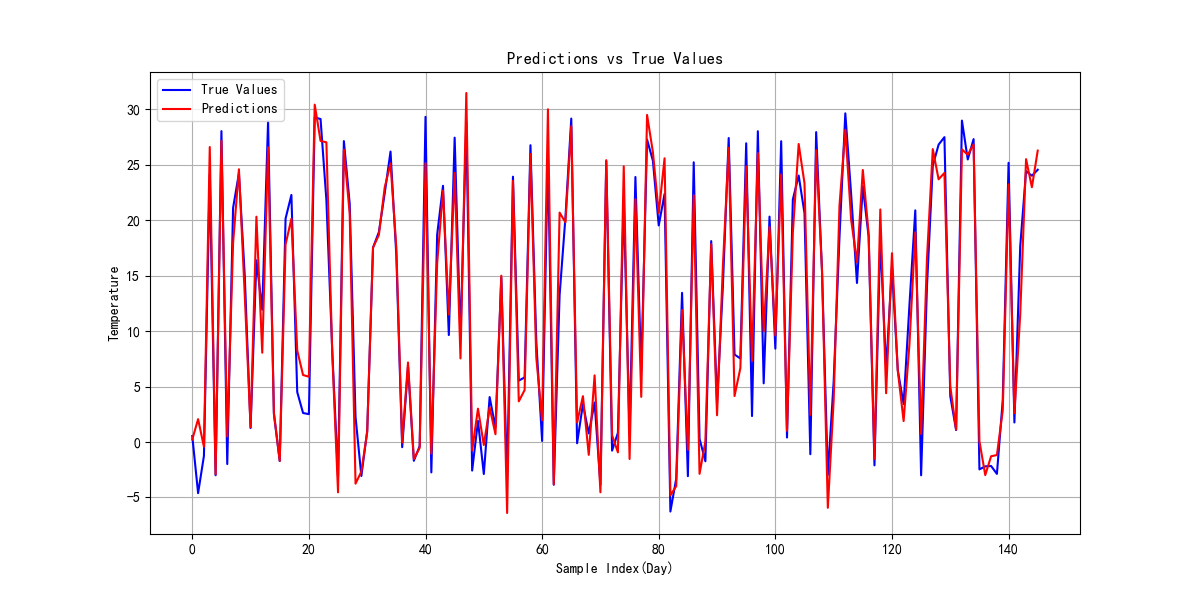 Predictions vs True Values
True Values
Predictions
30
25
20
15
10
5
0
−5
Temperature
0 20 40 60 80 100 120 140
Sample Index(Day)